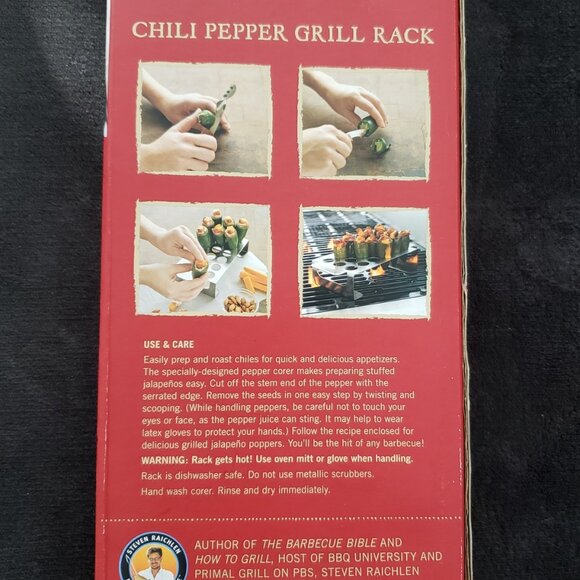 CHILI PEPPER GRILL RACK
USE & CARE
Easily prep and roast chiles for quick and delicious appetizers.
The specially-designed pepper corer makes preparing stuffed
jalapeños easy. Cut off the stem end of the pepper with the
serrated edge. Remove the seeds in one easy step by twisting and
scooping. (While handling peppers, be careful not to touch your
eyes or face, as the pepper juice can sting. It may help to wear
latex gloves to protect your hands.) Follow the recipe enclosed for
delicious grilled jalapeño poppers. You'll be the hit of any barbecue!
WARNING: Rack gets hot! Use oven mitt or glove when handling.
Rack is dishwasher safe. Do not use metallic scrubbers.
Hand wash corer. Rinse and dry immediately.
STEVEN RAICHLEN
AUTHOR OF THE BARBECUE BIBLE AND
HOW TO GRILL, HOST OF BBQ UNIVERSITY AND
PRIMAL GRILL ON PBS, STEVEN RAICHLEN